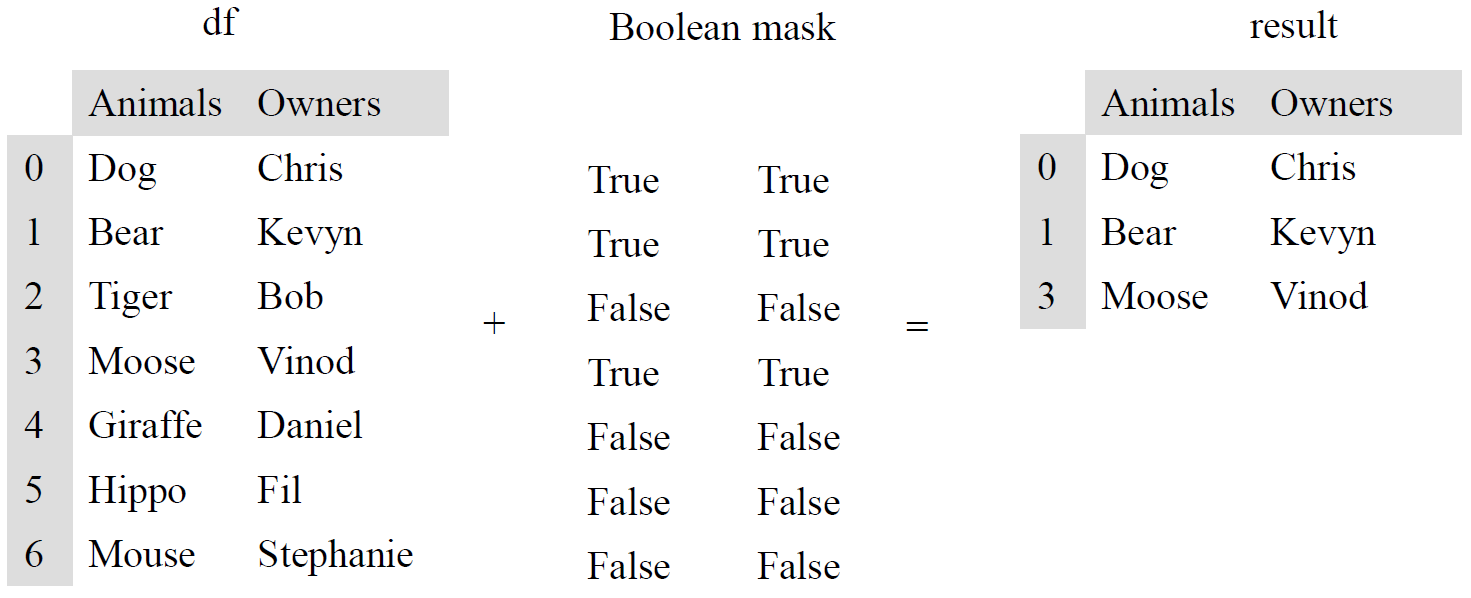 df Boolean mask result
Animals Owners Animals Owners
0 Dog Chris True True 0 Dog Chris
1 Bear Kevyn True True 1 Bear Kevyn
2 Tiger Bob False False 3 Moose Vinod
+ =
3 Moose Vinod True True
4 Giraffe Daniel False False
5 Hippo Fil False False
6 Mouse Stephanie False False